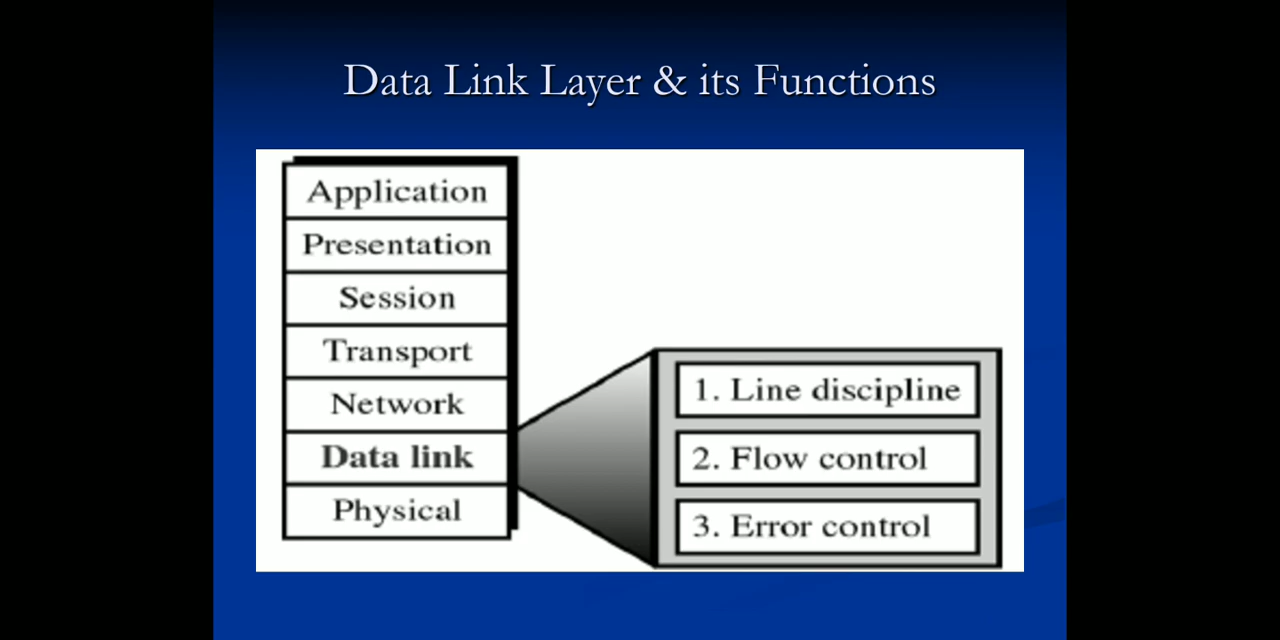 Data Link Layer & its Functions
Application
Presentation
Session
Transport
Network
Data link
Physical
1. Line discipline
2. Flow control
3. Error control